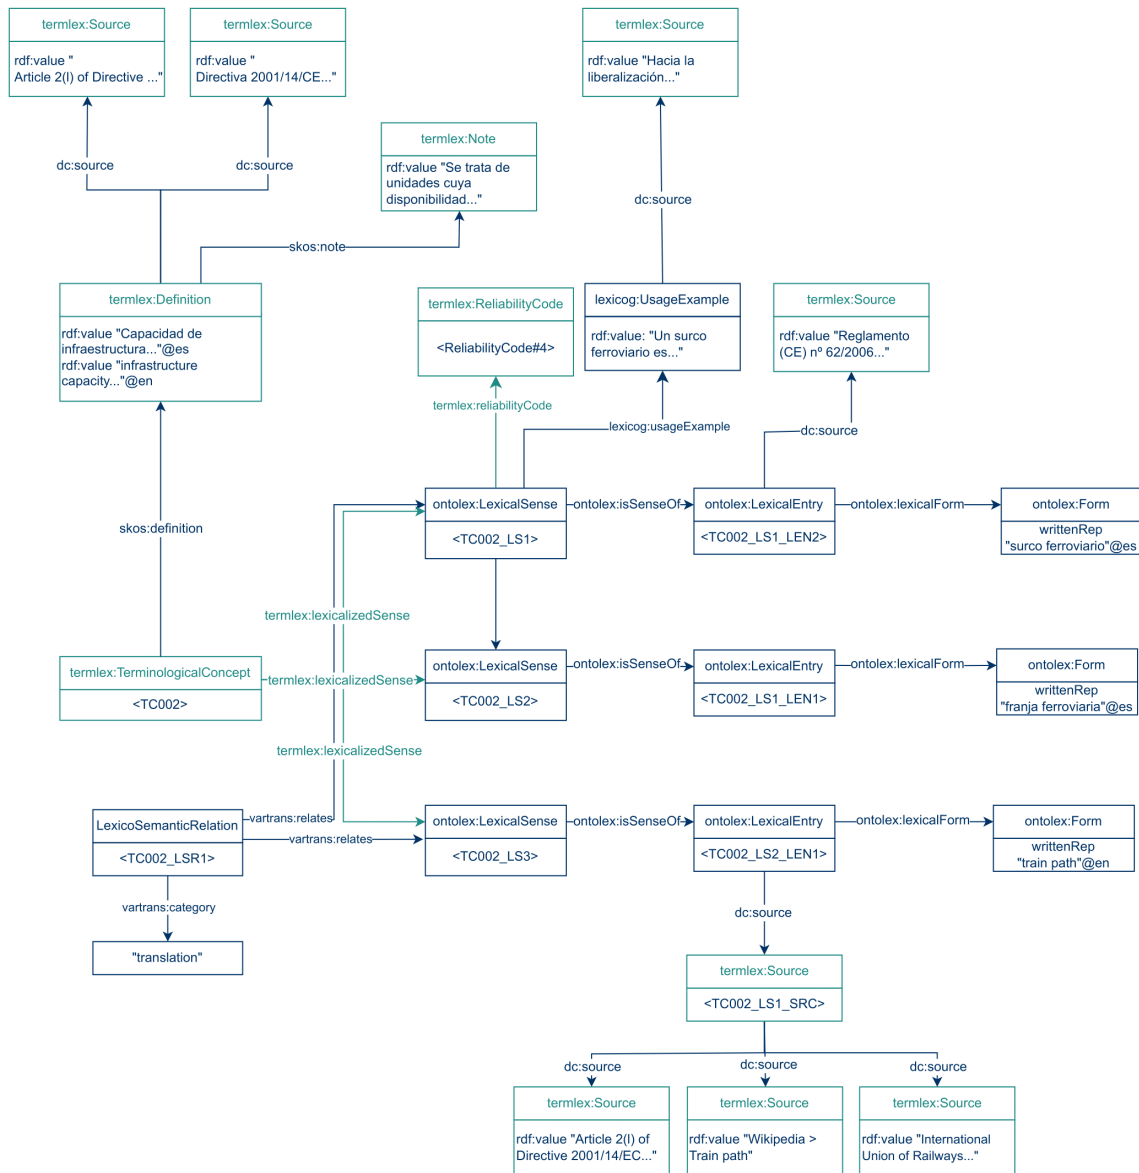 termlex:Source
rdf:value "
Article 2(l) of Directive ..."
termlex:Source
rdf:value "
Directiva 2001/14/CE..."
termlex:Source
rdf:value "Hacia la
liberalización..."
termlex:Note
rdf:value "Se trata de
unidades cuya
disponibilidad..."
dc:source
dc:source
dc:source
skos:note
termlex:Definition
rdf:value "Capacidad de
infraestructura..."@es
rdf:value "infrastructure
capacity..."@en
termlex:ReliabilityCode
<ReliabilityCode#4>
lexicog:UsageExample
rdf:value: "Un surco
ferroviario es..."
termlex:Source
rdf:value "Reglamento
(CE) nº 62/2006..."
termlex:reliabilityCode
lexicog:usageExample
dc:source
skos:definition
ontolex:LexicalSense
<TC002_LS1>
ontolex:isSenseOf
ontolex:LexicalEntry
<TC002_LS1_LEN2>
ontolex:lexicalForm
ontolex:Form
writtenRep
"surco ferroviario"@es
termlex:lexicalizedSense
termlex:TerminologicalConcept
<TC002>
termlex:lexicalizedSense
ontolex:LexicalSense
<TC002_LS2>
ontolex:isSenseOf
ontolex:LexicalEntry
<TC002_LS1_LEN1>
ontolex:lexicalForm
ontolex:Form
writtenRep
"franja ferroviaria"@es
termlex:lexicalizedSense
LexicoSemanticRelation
<TC002_LSR1>
vartrans:relates
vartrans:relates
ontolex:LexicalSense
<TC002_LS3>
ontolex:isSenseOf
ontolex:LexicalEntry
<TC002_LS2_LEN1>
ontolex:lexicalForm
ontolex:Form
writtenRep
"train path"@en
vartrans:category
"translation"
dc:source
termlex:Source
<TC002_LS1_SRC>
dc:source
dc:source
dc:source
termlex:Source
rdf:value "Article 2(l) of
Directive 2001/14/EC..."
termlex:Source
rdf:value "Wikipedia >
Train path"
termlex:Source
rdf:value "International
Union of Railways..."